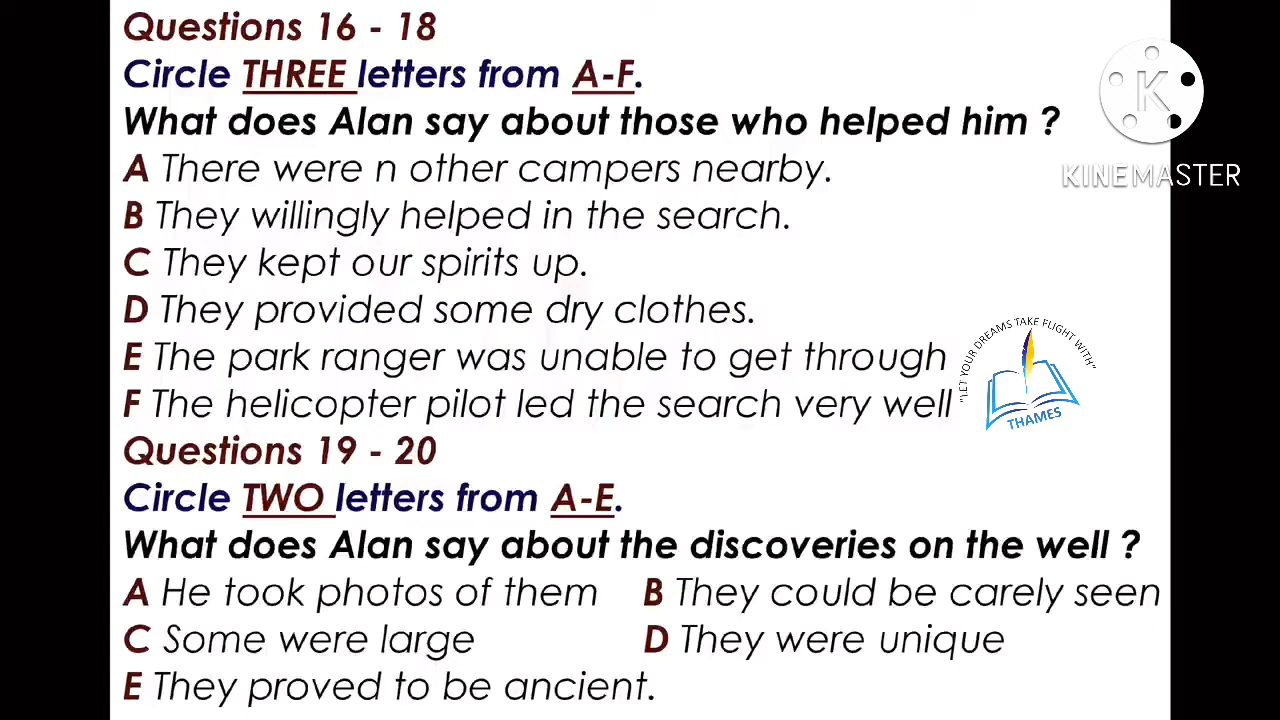 Questions 16 - 18
Circle THREE letters from A-F.
What does Alan say about those who helped him ?
A There were n other campers nearby.
B They willingly helped in the search.
C They kept our spirits up.
D They provided some dry clothes.
E The park ranger was unable to get through
F The helicopter pilot led the search very well
Questions 19 - 20
Circle TWO letters from A-E.
What does Alan say about the discoveries on the well ?
A He took photos of them B They could be carely seen
C Some were large D They were unique
E They proved to be ancient.
K
KINEMASTER
"LET YOUR DREAMS TAKE FLIGHT WITH"
THAMES